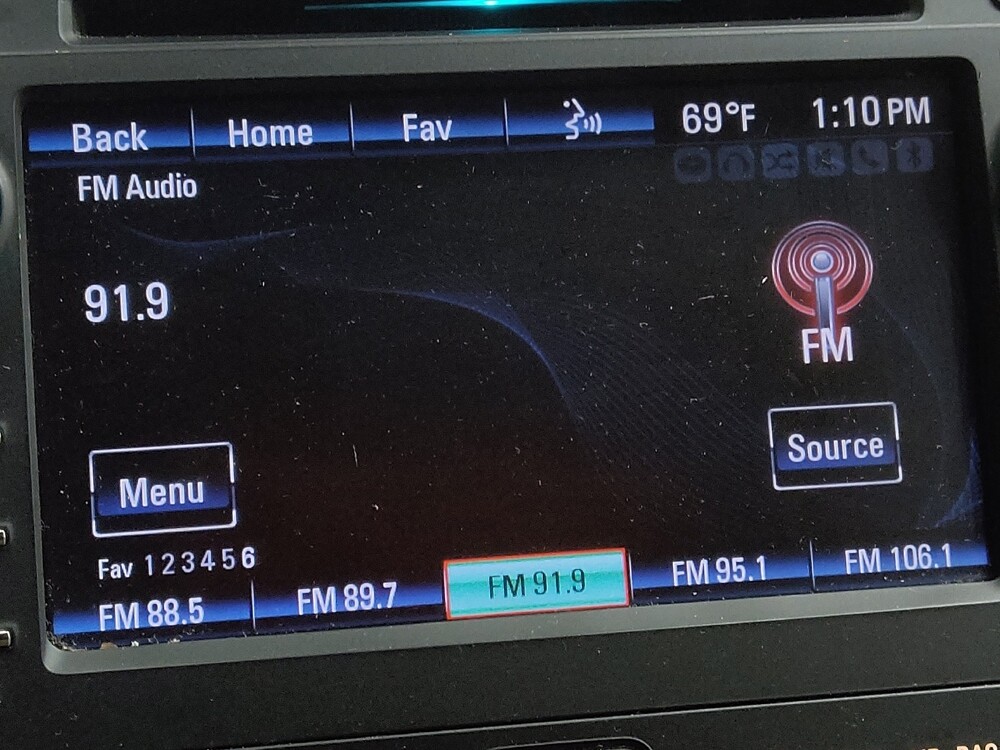 Back Home Fav 69°F 1:10 PM
FM Audio
91.9
FM
Source
Menu
Fav 1 2 3 4 5 6
FM 88.5 FM 89.7 FM 91.9 FM 95.1 FM 106.1